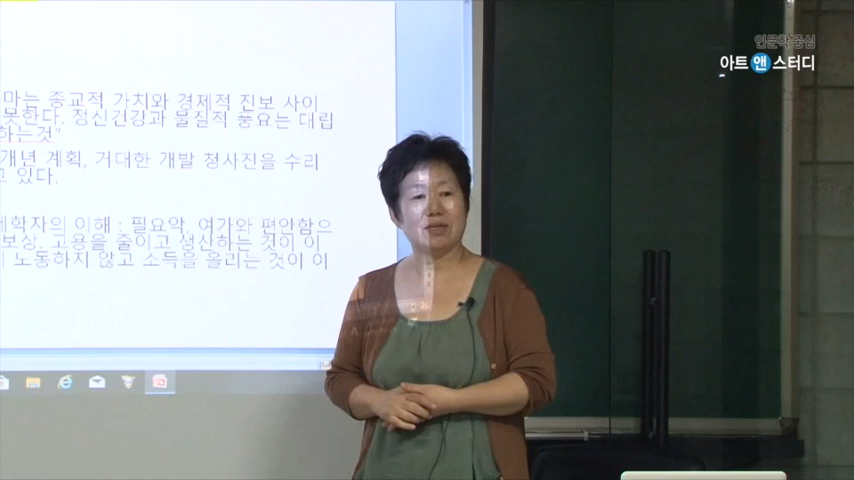 인문학 중심
아트 앤 스터디
마는 종교적 가치와 경제적 진보 사이
못한다. 정신건강과 물질적 풍요는 대립
하는것"
개년 계획, 거대한 개발 청사진을 수리
고 있다.
제학자의 이해 : 필요악, 여가와 편안함으
보상. 고용을 줄이고 생산하는 것이 이
노동하지 않고 소득을 올리는 것이 이